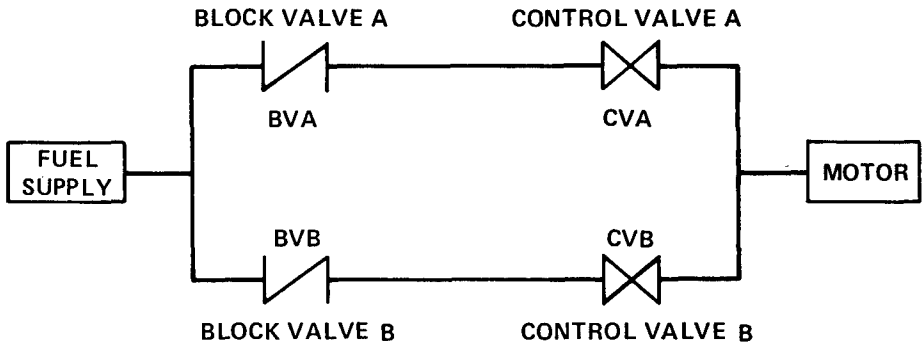 BLOCK VALVE A
CONTROL VALVE A
BVA
CVA
FUEL
SUPPLY
MOTOR
BVB
CVB
BLOCK VALVE B
CONTROL VALVE B